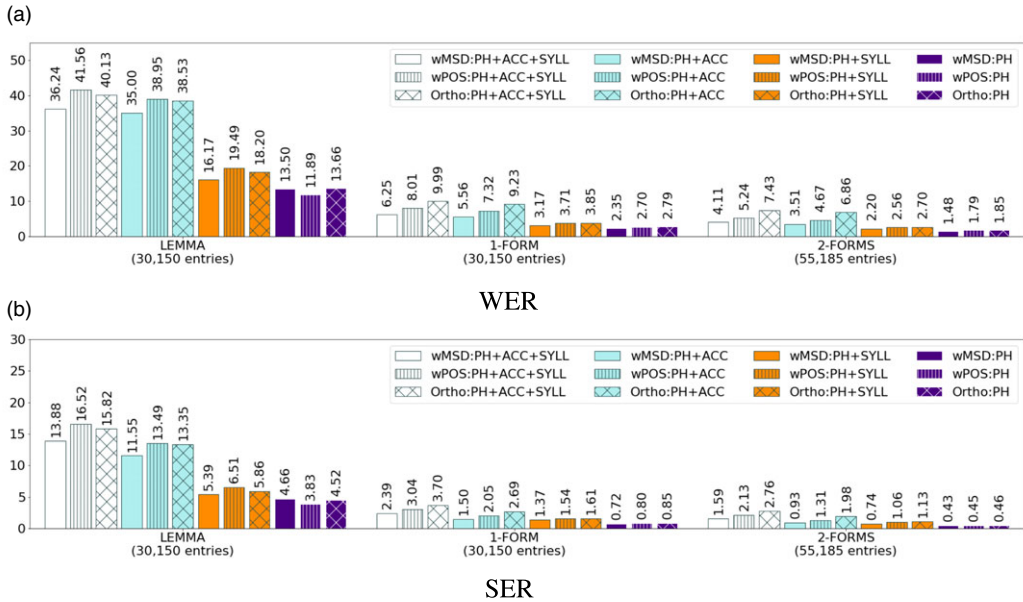 (a)
50
40
30
20
10
0
36.24 41.56 40.13 35.00 38.95 38.53 16.17 19.49 18.20 13.50 11.89 13.66
6.25 8.01 9.99 5.56 7.32 9.23 3.17 3.71 3.85 2.35 2.70 2.79
4.11 5.24 7.43 3.51 4.67 6.86 2.20 2.56 2.70 1.48 1.79 1.85
wMSD:PH+ACC+SYLL wMSD:PH+ACC wMSD:PH+SYLL wMSD:PH
wPOS:PH+ACC+SYLL wPOS:PH+ACC wPOS:PH+SYLL wPOS:PH
Ortho:PH+ACC+SYLL Ortho:PH+ACC Ortho:PH+SYLL Ortho:PH
LEMMA 1-FORM 2-FORMS
(30,150 entries) (30,150 entries) (55,185 entries)
WER
(b)
30
25
20
15
10
5
0
13.88 16.52 15.82 11.55 13.49 13.35 5.39 6.51 5.86 4.66 3.83 4.52
2.39 3.04 3.70 1.50 2.05 2.69 1.37 1.54 1.61 0.72 0.80 0.85
1.59 2.13 2.76 0.93 1.31 1.98 0.74 1.06 1.13 0.43 0.45 0.46
wMSD:PH+ACC+SYLL wMSD:PH+ACC wMSD:PH+SYLL wMSD:PH
wPOS:PH+ACC+SYLL wPOS:PH+ACC wPOS:PH+SYLL wPOS:PH
Ortho:PH+ACC+SYLL Ortho:PH+ACC Ortho:PH+SYLL Ortho:PH
LEMMA 1-FORM 2-FORMS
(30,150 entries) (30,150 entries) (55,185 entries)
SER